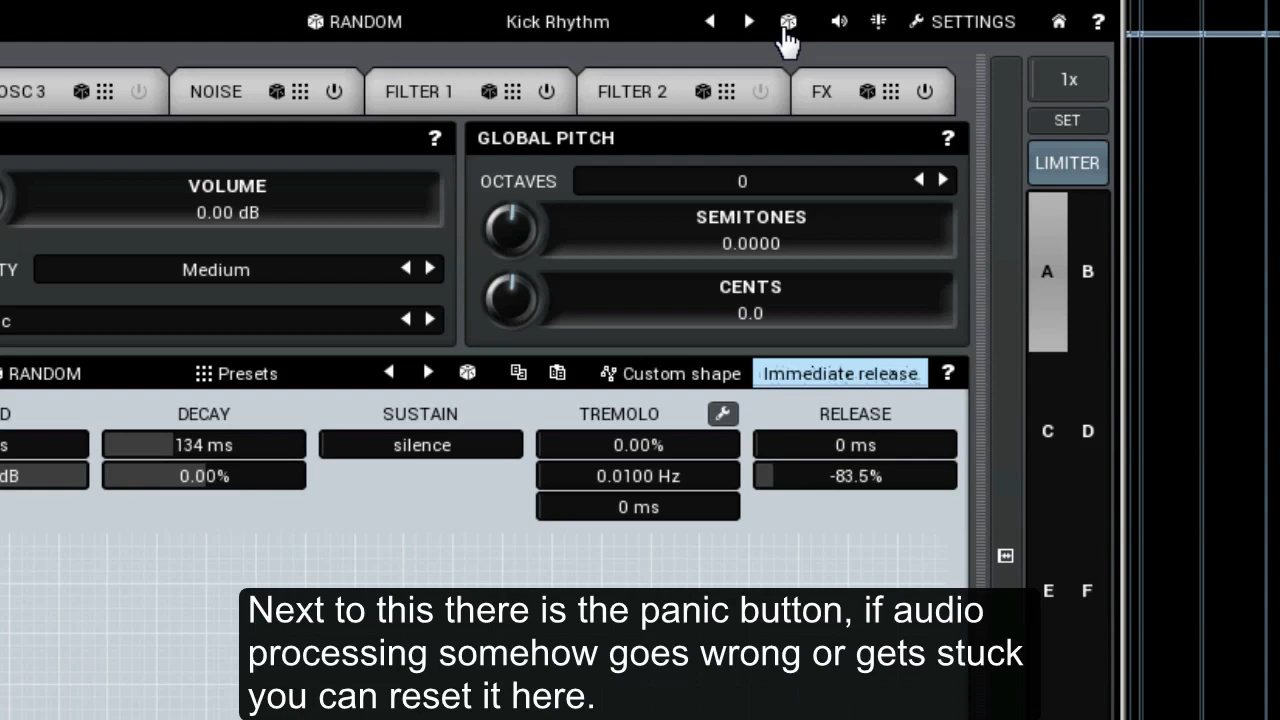 RANDOM Kick Rhythm SETTINGS ?
OSC 3 NOISE FILTER 1 FILTER 2 FX 1x
SET
? GLOBAL PITCH ?
LIMITER
VOLUME OCTAVES 0
0.00 dB SEMITONES
0.0000
TY Medium A B
CENTS
c 0.0
RANDOM Presets Custom shape Immediate release ?
D DECAY SUSTAIN TREMOLO RELEASE
C D
s 134 ms silence 0.00% 0 ms
dB 0.00% 0.0100 Hz -83.5%
0 ms
E F
Next to this there is the panic button, if audio
processing somehow goes wrong or gets stuck
you can reset it here.